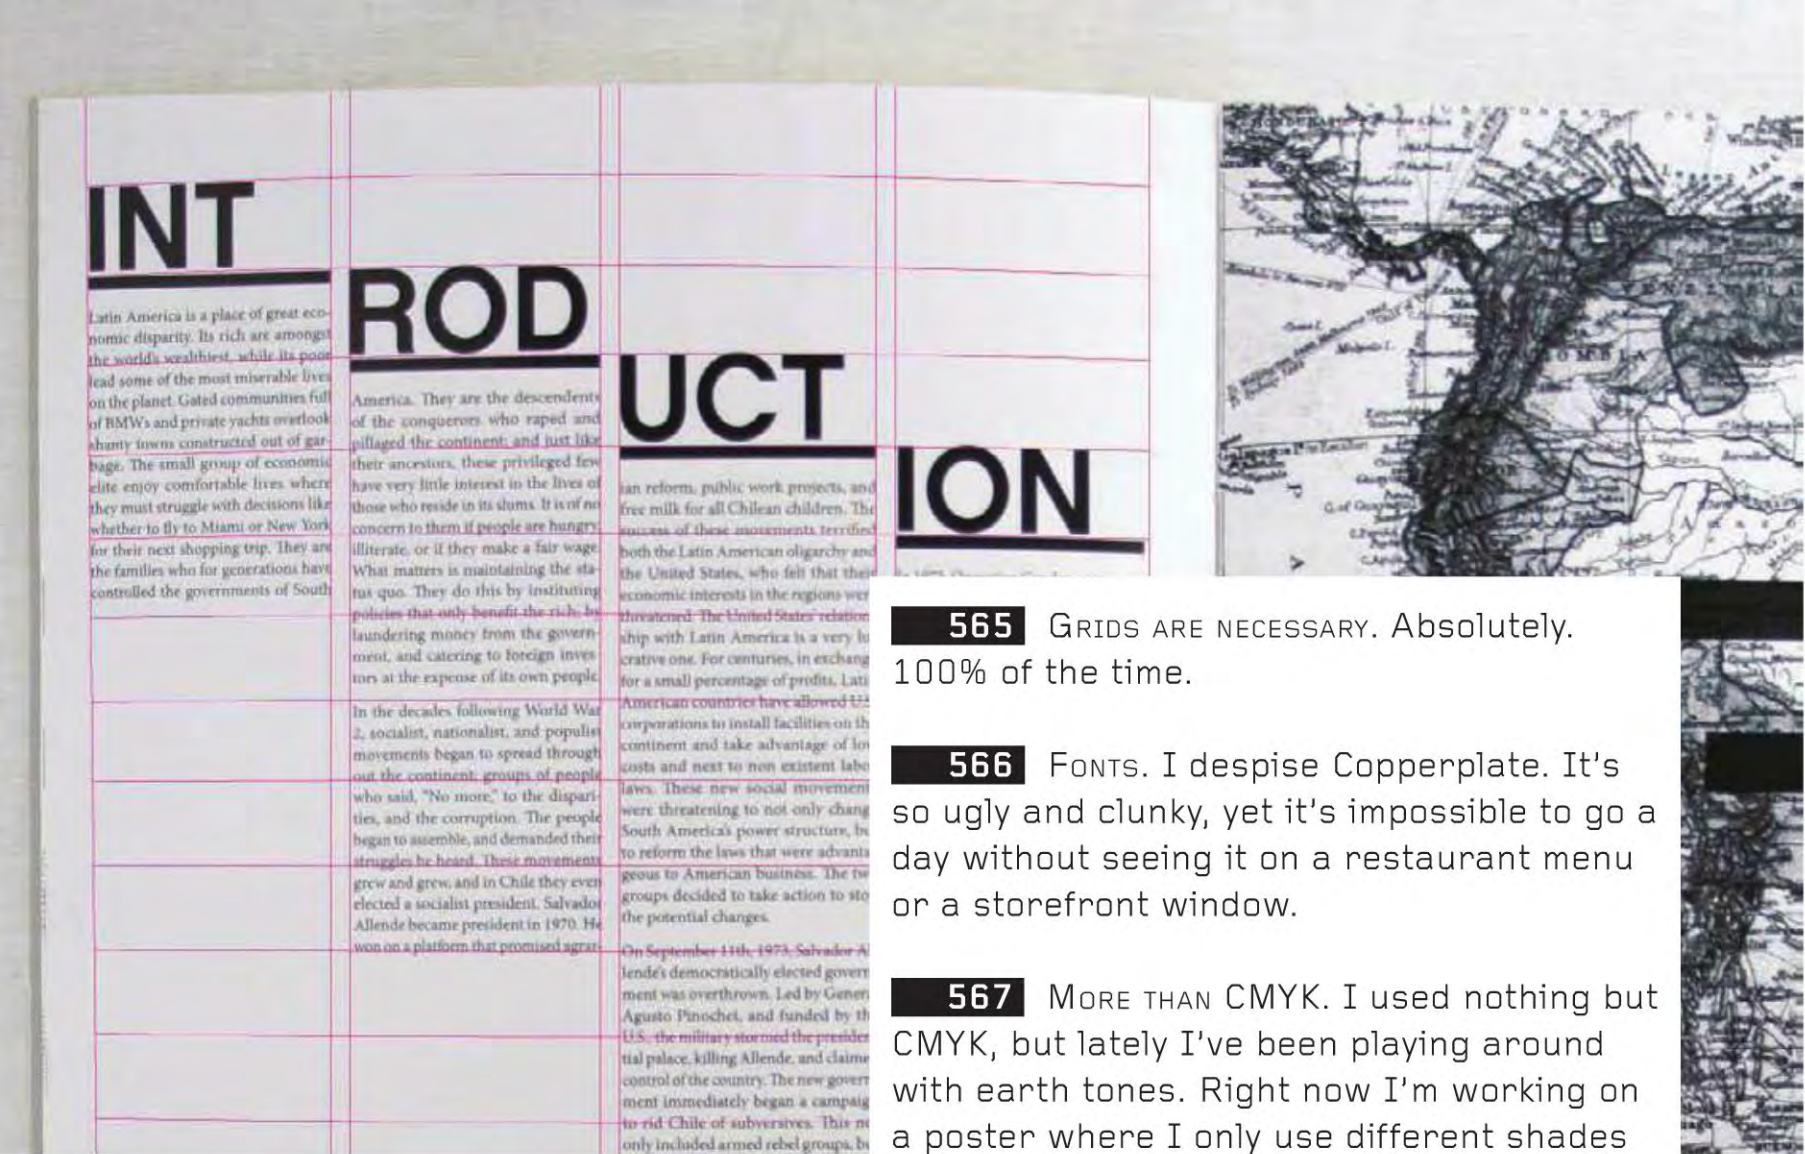 INT
Latin America is a place of great eco-
nomic disparity. Its rich are amongst
the world's wealthiest, while its poor
lead some of the most miserable lives
on the planet. Gated communities full
of BMWs and private yachts overlook
shanty towns constructed out of gar-
bage. The small group of economic
elite enjoy comfortable lives where
they must struggle with decisions like
whether to fly to Miami or New York
for their next shopping trip. They are
the families who for generations have
controlled the governments of South
ROD
America. They are the descendents
of the conquerors who raped and
pillaged the continent; and just like
their ancestors, these privileged few
have very little interest in the lives of
those who reside in its slums. It is of no
concern to them if people are hungry,
illiterate, or if they make a fair wage.
What matters is maintaining the sta-
tus quo. They do this by instituting
policies that only benefit the rich; by
laundering money from the govern-
ment, and catering to foreign inves-
tors at the expense of its own people.
In the decades following World War
2, socialist, nationalist, and populist
movements began to spread through
out the continent; groups of people
who said, "No more," to the dispari-
ties, and the corruption. The people
began to assemble, and demanded their
struggles be heard. These movements
grew and grew, and in Chile they even
elected a socialist president. Salvador
Allende became president in 1970. He
won on a platform that promised agrar-
UCT
ian reform, public work projects, and
free milk for all Chilean children. The
success of these movements terrified
both the Latin American oligarchy and
the United States, who felt that their
economic interests in the regions wer
threatened. The United States' relation
ship with Latin America is a very lu
crative one. For centuries, in exchang
for a small percentage of profits, Lati
American countries have allowed U.S
corporations to install facilities on th
continent and take advantage of low
costs and next to non existent labo
laws. These new social movement
were threatening to not only chang
South America's power structure, bu
to reform the laws that were advanta
geous to American business. The tw
groups decided to take action to sto
the potential changes.
On September 11th, 1973, Salvador Al
lende's democratically elected govern
ment was overthrown. Led by Gener
Agusto Pinochet, and funded by th
U.S., the military stormed the presiden
tial palace, killing Allende, and claime
control of the country. The new govern
ment immediately began a campaig
to rid Chile of subversives. This no
only included armed rebel groups, bu
ION
565 GRIDS ARE NECESSARY. Absolutely.
100% of the time.
566 FONTS. I despise Copperplate. It's
so ugly and clunky, yet it's impossible to go a
day without seeing it on a restaurant menu
or a storefront window.
567 MORE THAN CMYK. I used nothing but
CMYK, but lately I've been playing around
with earth tones. Right now I'm working on
a poster where I only use different shades